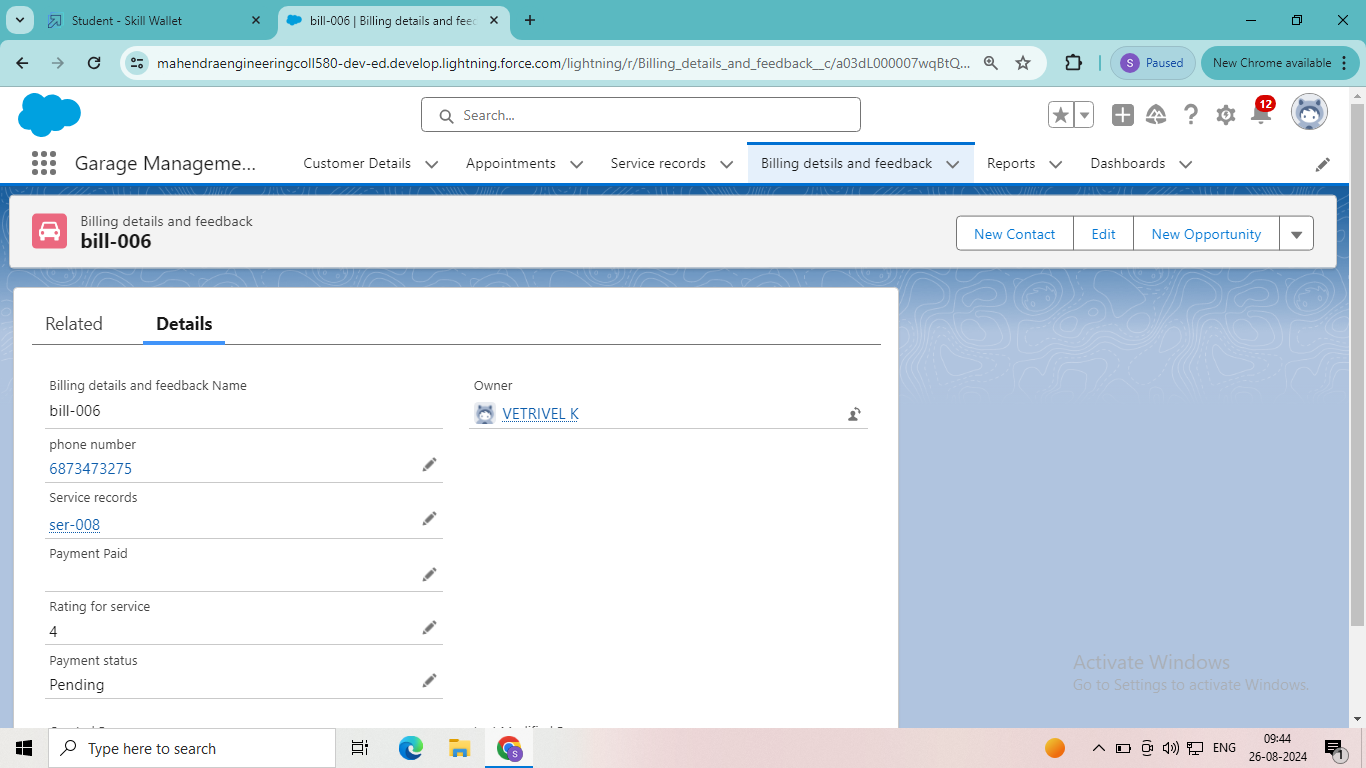 Student - Skill Wallet
bill-006 | Billing details and feed
mahendraengineeringcoll580-dev-ed.develop.lightning.force.com/lightning/r/Billing_details_and_feedback__c/a03dL000007wqBtQ...
S Paused
New Chrome available
Search...
12
Garage Manageme...
Customer Details
Appointments
Service records
Billing detsils and feedback
Reports
Dashboards
Billing details and feedback
bill-006
New Contact
Edit
New Opportunity
Related
Details
Billing details and feedback Name
bill-006
Owner
VETRIVEL K
phone number
6873473275
Service records
ser-008
Payment Paid
Rating for service
4
Payment status
Pending
Activate Windows
Go to Settings to activate Windows.
Type here to search
S
ENG
09:44
26-08-2024
1